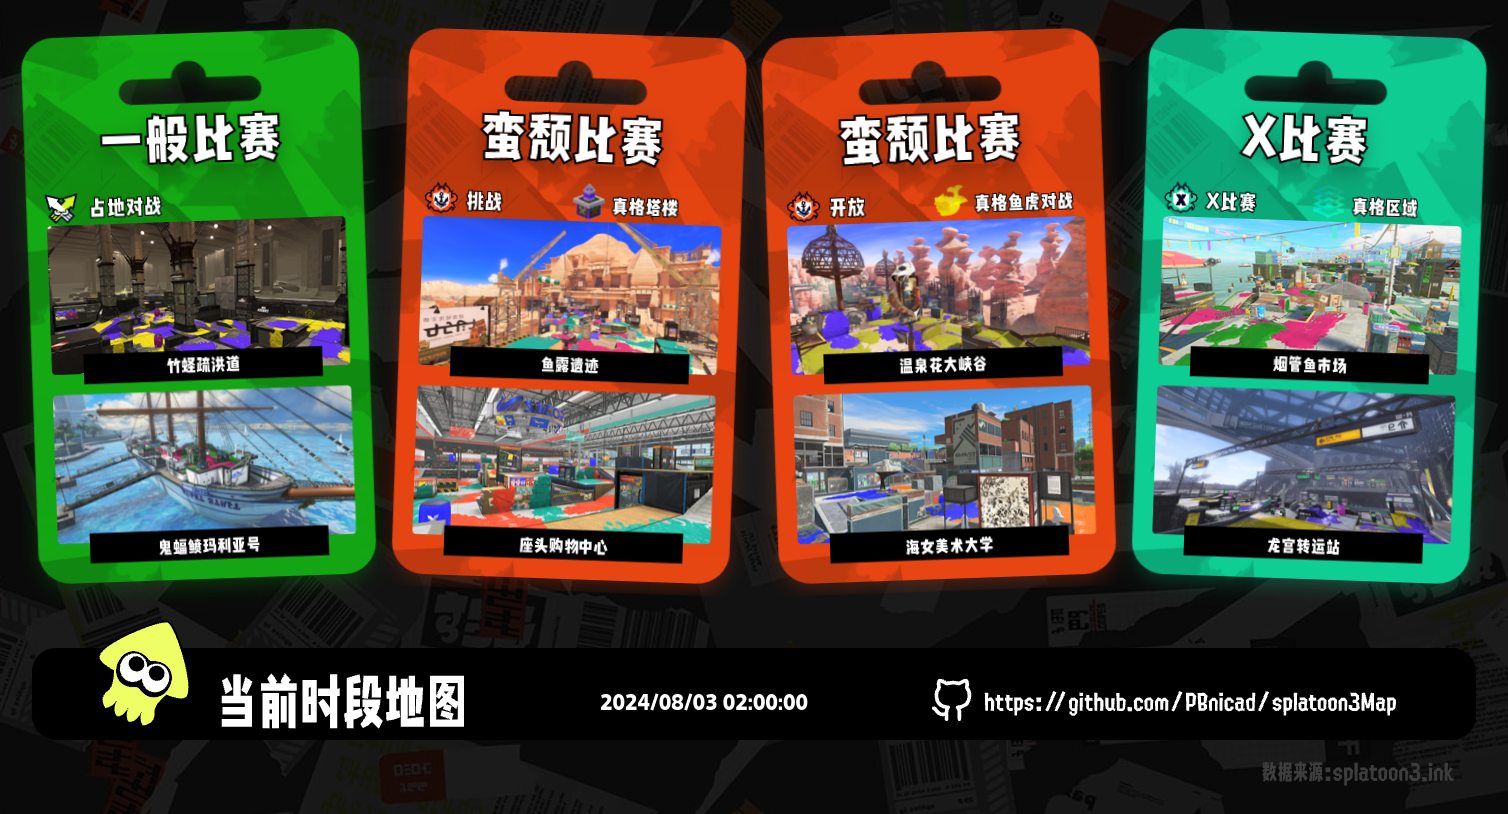 一般比赛
占地对战
竹蛏疏洪道
鬼蝠鲼玛利亚号
蛮颓比赛
挑战
真格塔楼
鱼露遗迹
座头购物中心
蛮颓比赛
开放
真格鱼虎对战
温泉花大峡谷
海女美术大学
X比赛
X比赛
真格区域
烟管鱼市场
龙宫转运站
当前时段地图
2024/08/03 02:00:00
https://github.com/PBnicad/splatoon3Map
数据来源:splatoon3.ink